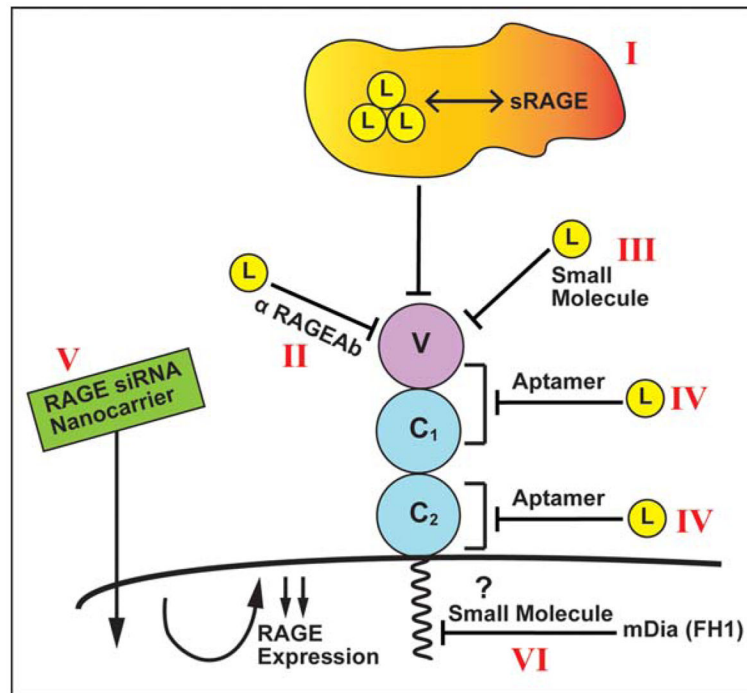 I
L
L L
sRAGE
L
III
Small
Molecule
L
α RAGEAb
II
V
V
RAGE siRNA
Nanocarrier
Aptamer
L
IV
C₁
C₂
Aptamer
L
IV
?
RAGE
Expression
Small Molecule
mDia (FH1)
VI